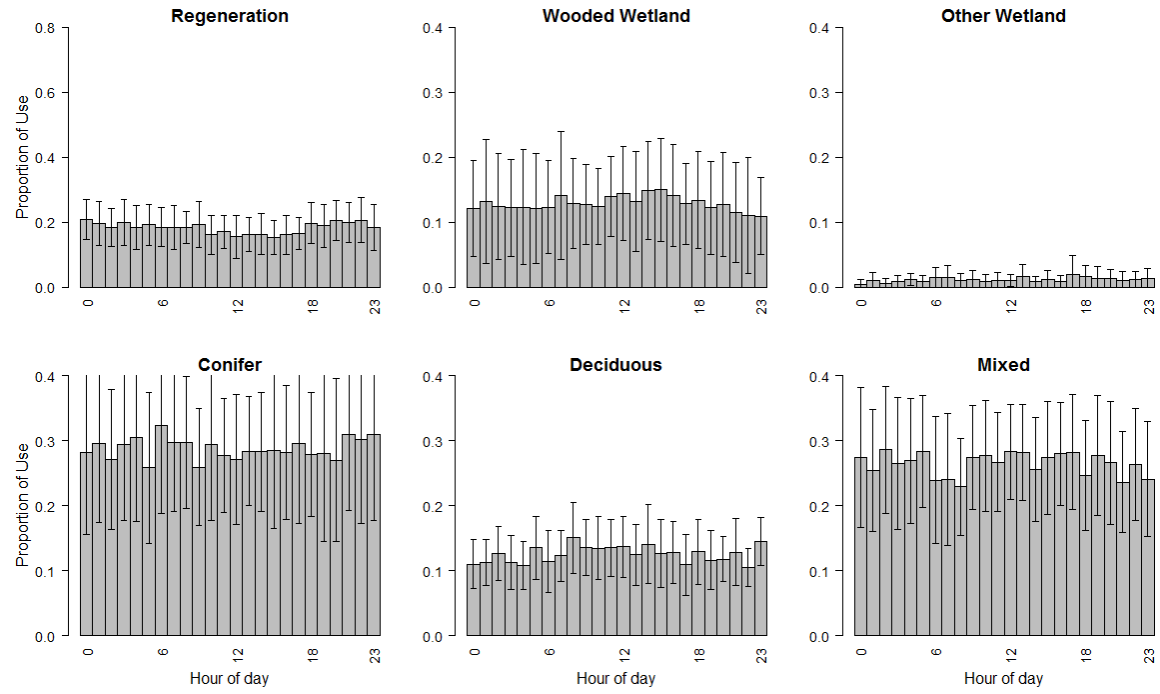 Regeneration
Wooded Wetland
Other Wetland
Proportion of Use
0.8
0.6
0.4
0.2
0.0
0.4
0.3
0.2
0.1
0.0
0.4
0.3
0.2
0.1
0.0
0 6 12 18 23
0 6 12 18 23
0 6 12 18 23
Conifer
Deciduous
Mixed
Proportion of Use
0.4
0.3
0.2
0.1
0.0
0.4
0.3
0.2
0.1
0.0
0.4
0.3
0.2
0.1
0.0
0 6 12 18 23
0 6 12 18 23
0 6 12 18 23
Hour of day
Hour of day
Hour of day